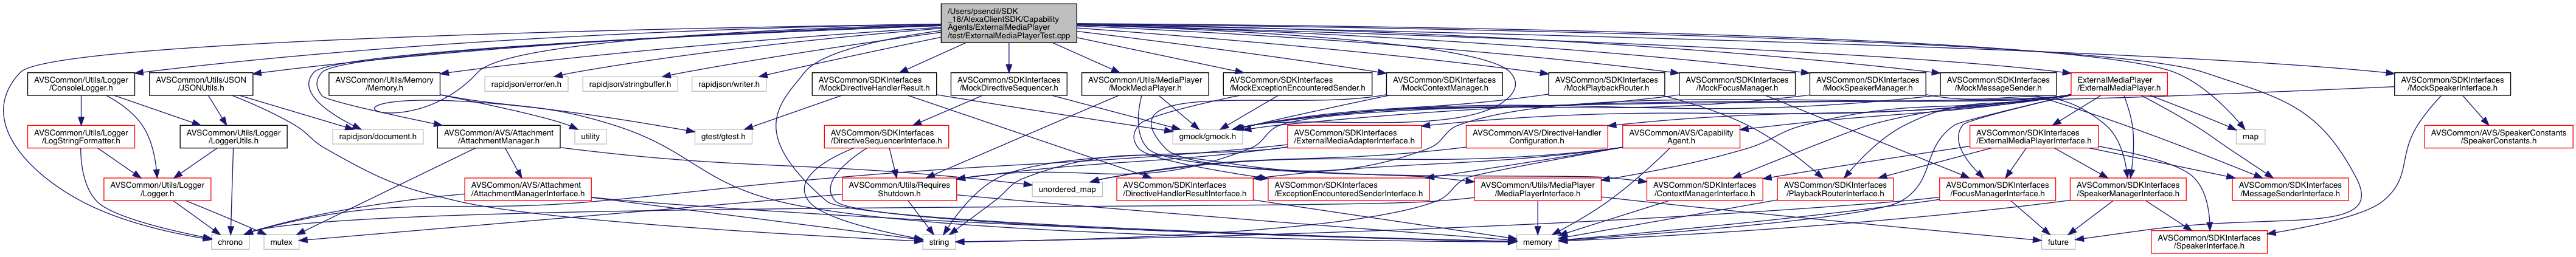 /Users/psendil/SDK
_18/AlexaClientSDK/Capability
Agents/ExternalMediaPlayer
/test/ExternalMediaPlayerTest.cpp
AVSCommon/Utils/Logger
/ConsoleLogger.h
AVSCommon/Utils/JSON
/JSONUtils.h
AVSCommon/Utils/Memory
/Memory.h
rapidjson/error/en.h
rapidjson/stringbuffer.h
rapidjson/writer.h
AVSCommon/SDKInterfaces
/MockDirectiveHandlerResult.h
AVSCommon/SDKInterfaces
/MockDirectiveSequencer.h
AVSCommon/Utils/MediaPlayer
/MockMediaPlayer.h
AVSCommon/SDKInterfaces
/MockExceptionEncounteredSender.h
AVSCommon/SDKInterfaces
/MockContextManager.h
AVSCommon/SDKInterfaces
/MockPlaybackRouter.h
AVSCommon/SDKInterfaces
/MockFocusManager.h
AVSCommon/SDKInterfaces
/MockSpeakerManager.h
AVSCommon/SDKInterfaces
/MockMessageSender.h
ExternalMediaPlayer
/ExternalMediaPlayer.h
AVSCommon/SDKInterfaces
/MockSpeakerInterface.h
AVSCommon/Utils/Logger
/LogStringFormatter.h
AVSCommon/Utils/Logger
/LoggerUtils.h
rapidjson/document.h
AVSCommon/AVS/Attachment
/AttachmentManager.h
utility
gtest/gtest.h
AVSCommon/SDKInterfaces
/DirectiveSequencerInterface.h
gmock/gmock.h
AVSCommon/SDKInterfaces
/ExternalMediaAdapterInterface.h
AVSCommon/AVS/DirectiveHandler
Configuration.h
AVSCommon/AVS/Capability
Agent.h
AVSCommon/SDKInterfaces
/ExternalMediaPlayerInterface.h
map
AVSCommon/AVS/SpeakerConstants
/SpeakerConstants.h
AVSCommon/Utils/Logger
/Logger.h
AVSCommon/AVS/Attachment
/AttachmentManagerInterface.h
AVSCommon/Utils/Requires
Shutdown.h
unordered_map
AVSCommon/SDKInterfaces
/DirectiveHandlerResultInterface.h
AVSCommon/SDKInterfaces
/ExceptionEncounteredSenderInterface.h
AVSCommon/Utils/MediaPlayer
/MediaPlayerInterface.h
AVSCommon/SDKInterfaces
/ContextManagerInterface.h
AVSCommon/SDKInterfaces
/PlaybackRouterInterface.h
AVSCommon/SDKInterfaces
/FocusManagerInterface.h
AVSCommon/SDKInterfaces
/SpeakerManagerInterface.h
AVSCommon/SDKInterfaces
/MessageSenderInterface.h
chrono
mutex
string
memory
future
AVSCommon/SDKInterfaces
/SpeakerInterface.h